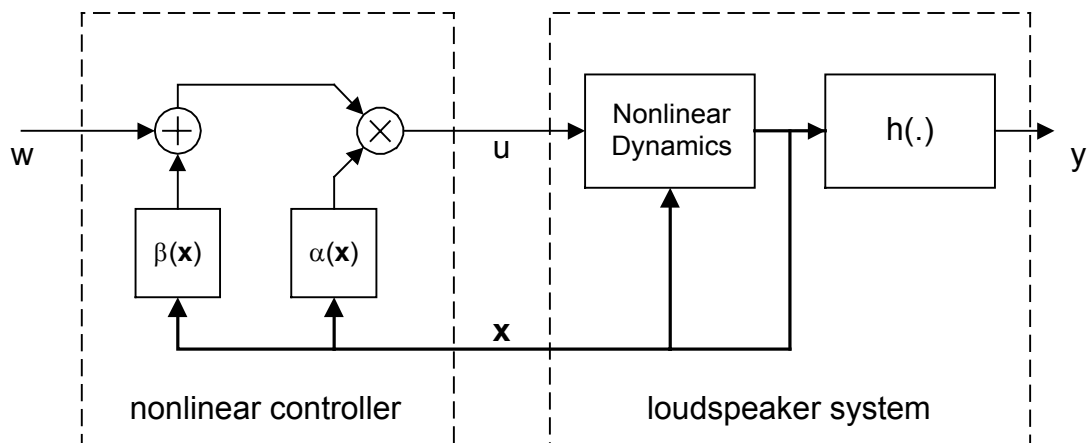 w
+
×
β(x)
α(x)
u
Nonlinear
Dynamics
h(.)
y
x
nonlinear controller
loudspeaker system